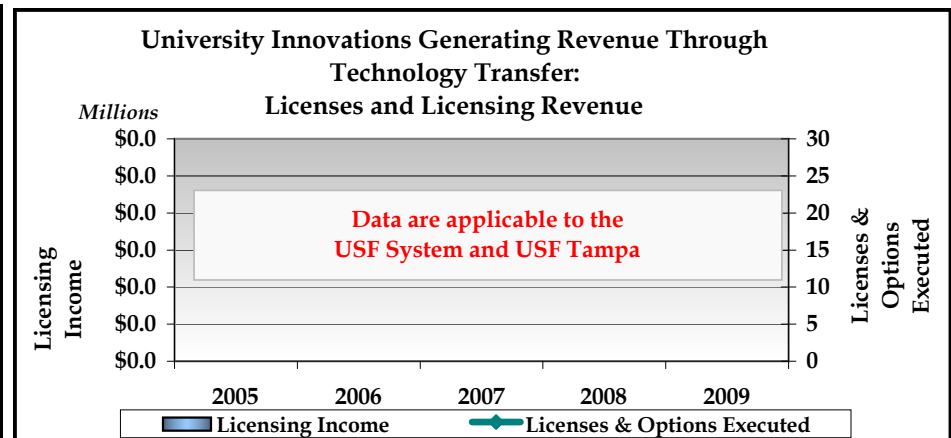 University Innovations Generating Revenue Through
Technology Transfer:
Licenses and Licensing Revenue
Millions
$0.0
$0.0
$0.0
$0.0
$0.0
$0.0
$0.0
Licensing
Income
Data are applicable to the
USF System and USF Tampa
30
25
20
15
10
5
0
Licenses &
Options
Executed
2005 2006 2007 2008 2009
Licensing Income Licenses & Options Executed